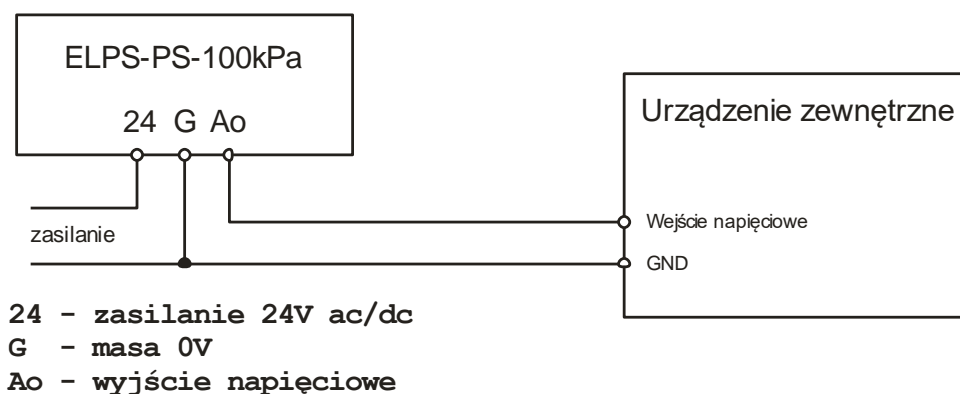 ELPS-PS-100kPa
24 G Ao
Urządzenie zewnętrzne
Wejście napięciowe
zasilanie
GND
24 - zasilanie 24V ac/dc
G - masa 0V
Ao - wyjście napięciowe